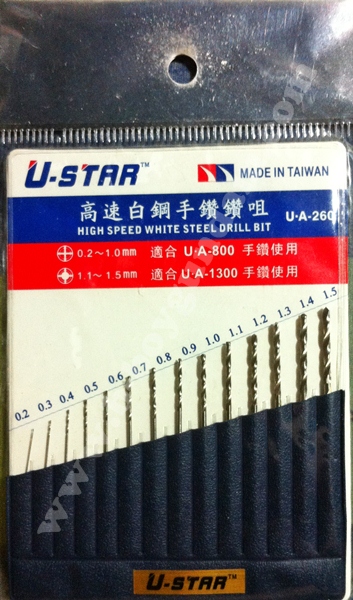 U-STAR™
MADE IN TAIWAN
高速白鋼手鑽鑽咀
U·A-260
HIGH SPEED WHITE STEEL DRILL BIT
0.2～1.0mm 適合 U·A-800 手鑽使用
1.1～1.5mm 適合 U·A-1300 手鑽使用
0.2 0.3 0.4 0.5 0.6 0.7 0.8 0.9 1.0 1.1 1.2 1.3 1.4 1.5
U-STAR™